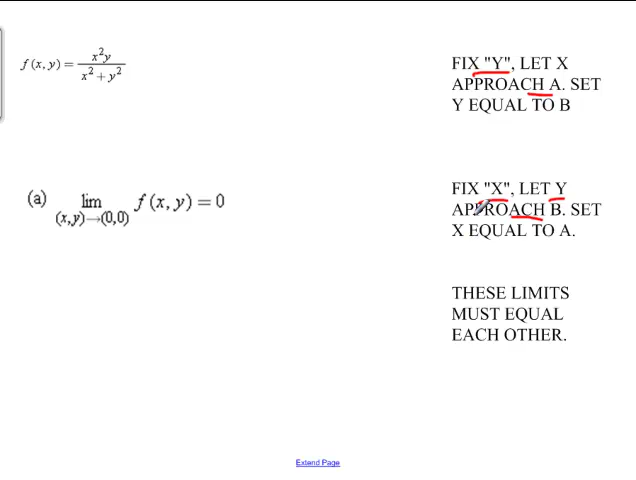 f(x, y) = x²y / x² + y²
FIX "Y", LET X
APPROACH A. SET
Y EQUAL TO B
(a) lim (x,y)→(0,0) f(x, y) = 0
FIX "X", LET Y
APPROACH B. SET
X EQUAL TO A.
THESE LIMITS
MUST EQUAL
EACH OTHER.
Extend Page